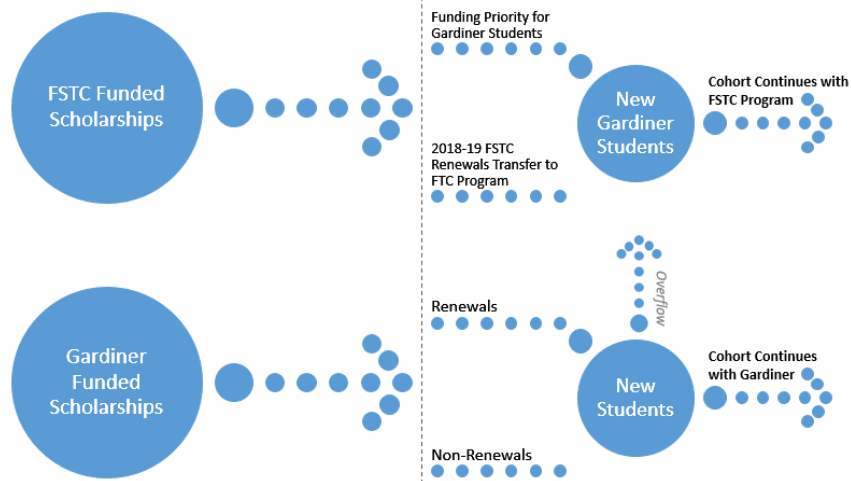 FSTC Funded
Scholarships
Funding Priority for
Gardiner Students
2018-19 FSTC
Renewals Transfer to
FTC Program
New
Gardiner
Students
Cohort Continues with
FSTC Program
Overflow
Gardiner
Funded
Scholarships
Renewals
Non-Renewals
New
Students
Cohort Continues
with Gardiner